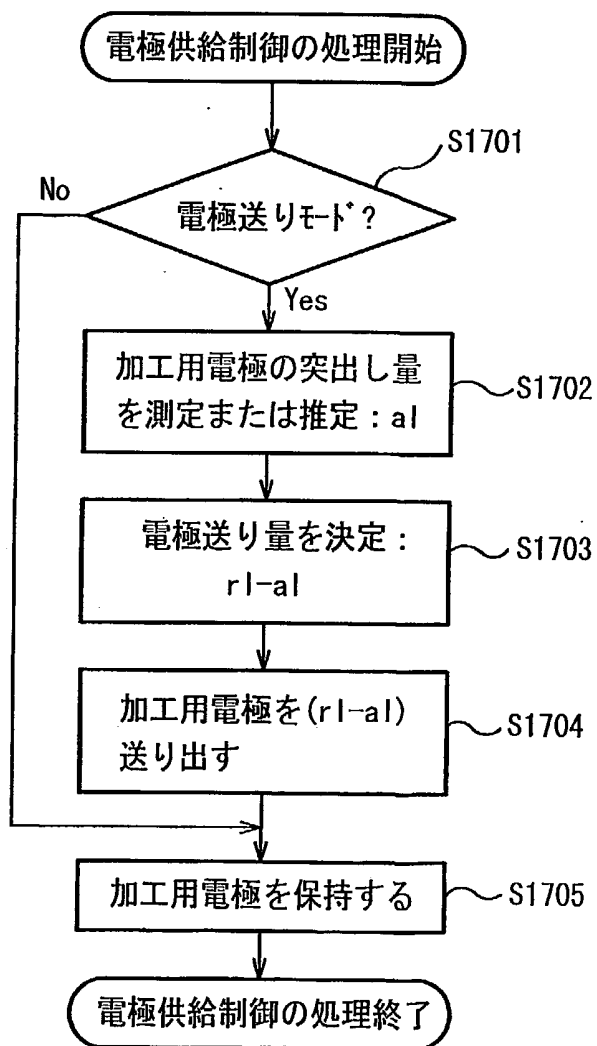 電極供給制御の処理開始
S1701
No
電極送りモード?
Yes
加工用電極の突出し量
を測定または推定:al
S1702
電極送り量を決定:
rl-al
S1703
加工用電極を(rl-al)
送り出す
S1704
加工用電極を保持する
S1705
電極供給制御の処理終了